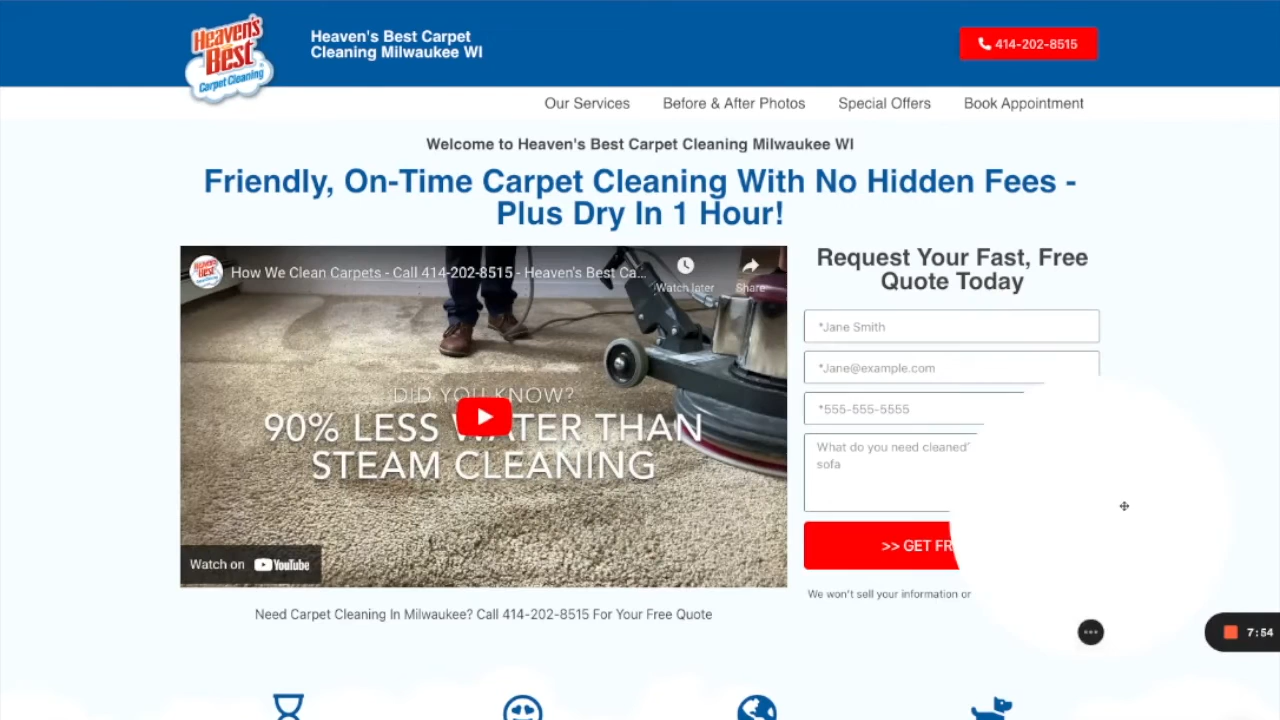 Heaven's
Best
Carpet Cleaning
Heaven's Best Carpet
Cleaning Milwaukee WI
414-202-8515
Our Services
Before & After Photos
Special Offers
Book Appointment
Welcome to Heaven's Best Carpet Cleaning Milwaukee WI
Friendly, On-Time Carpet Cleaning With No Hidden Fees -
Plus Dry In 1 Hour!
How We Clean Carpets - Call 414-202-8515 - Heaven's Best Ca...
Watch later
Share
DID YOU KNOW?
90% LESS WATER THAN
STEAM CLEANING
Watch on YouTube
Need Carpet Cleaning In Milwaukee? Call 414-202-8515 For Your Free Quote
Request Your Fast, Free
Quote Today
*Jane Smith
*Jane@example.com
*555-555-5555
What do you need cleaned
sofa
>> GET FR
We won't sell your information or
7:54